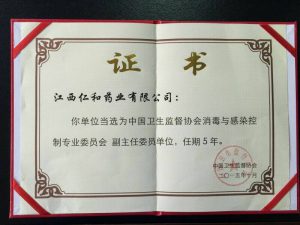 证 书
江西仁和药业有限公司：
你单位当选为中国卫生监督协会消毒与感染控
制专业委员会 副主任委员单位，任期5年。
中国卫生监督协会
二〇一五年十月